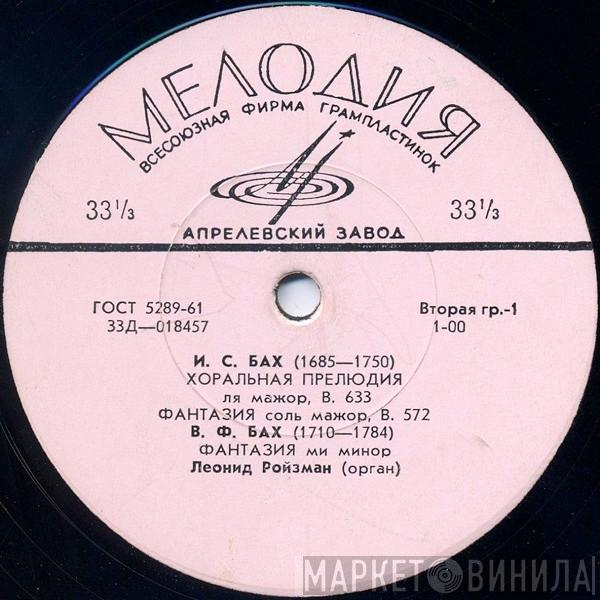 МЕЛОДИЯ
ВСЕСОЮЗНАЯ ФИРМА ГРАМПЛАСТИНОК
33⅓ 33⅓
АПРЕЛЕВСКИЙ ЗАВОД
ГОСТ 5289-61 Вторая гр.-1
33Д—018457 1-00
И. С. БАХ (1685—1750)
ХОРАЛЬНАЯ ПРЕЛЮДИЯ
ля мажор, В. 633
ФАНТАЗИЯ соль мажор, В. 572
В. Ф. БАХ (1710—1784)
ФАНТАЗИЯ ми минор
Леонид Ройзман (орган)
МАРКЕТ ВИНИЛА